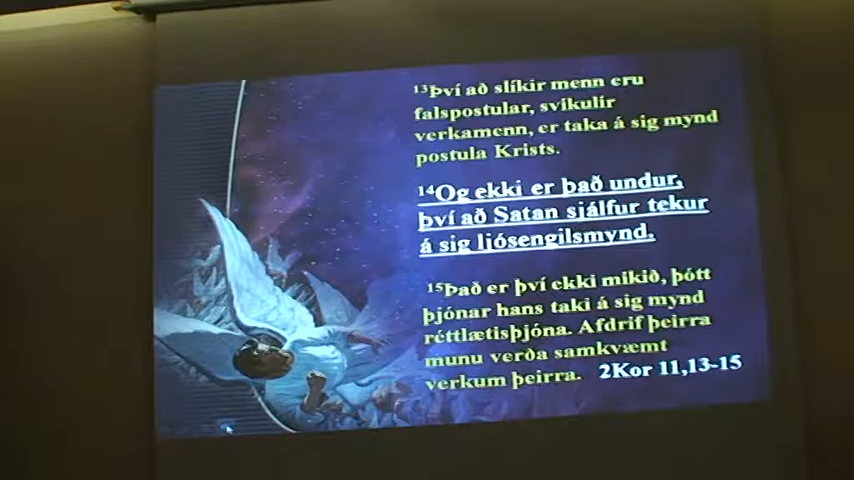 ¹³Því að slíkir menn eru
falspostular, svikulir
verkamenn, er taka á sig mynd
postula Krists.
¹⁴Og ekki er það undur,
því að Satan sjálfur tekur
á sig ljósengilsmynd.
¹⁵Það er því ekki mikið, þótt
þjónar hans taki á sig mynd
réttlætisþjóna. Afdrif þeirra
munu verða samkvæmt
verkum þeirra. 2Kor 11,13-15